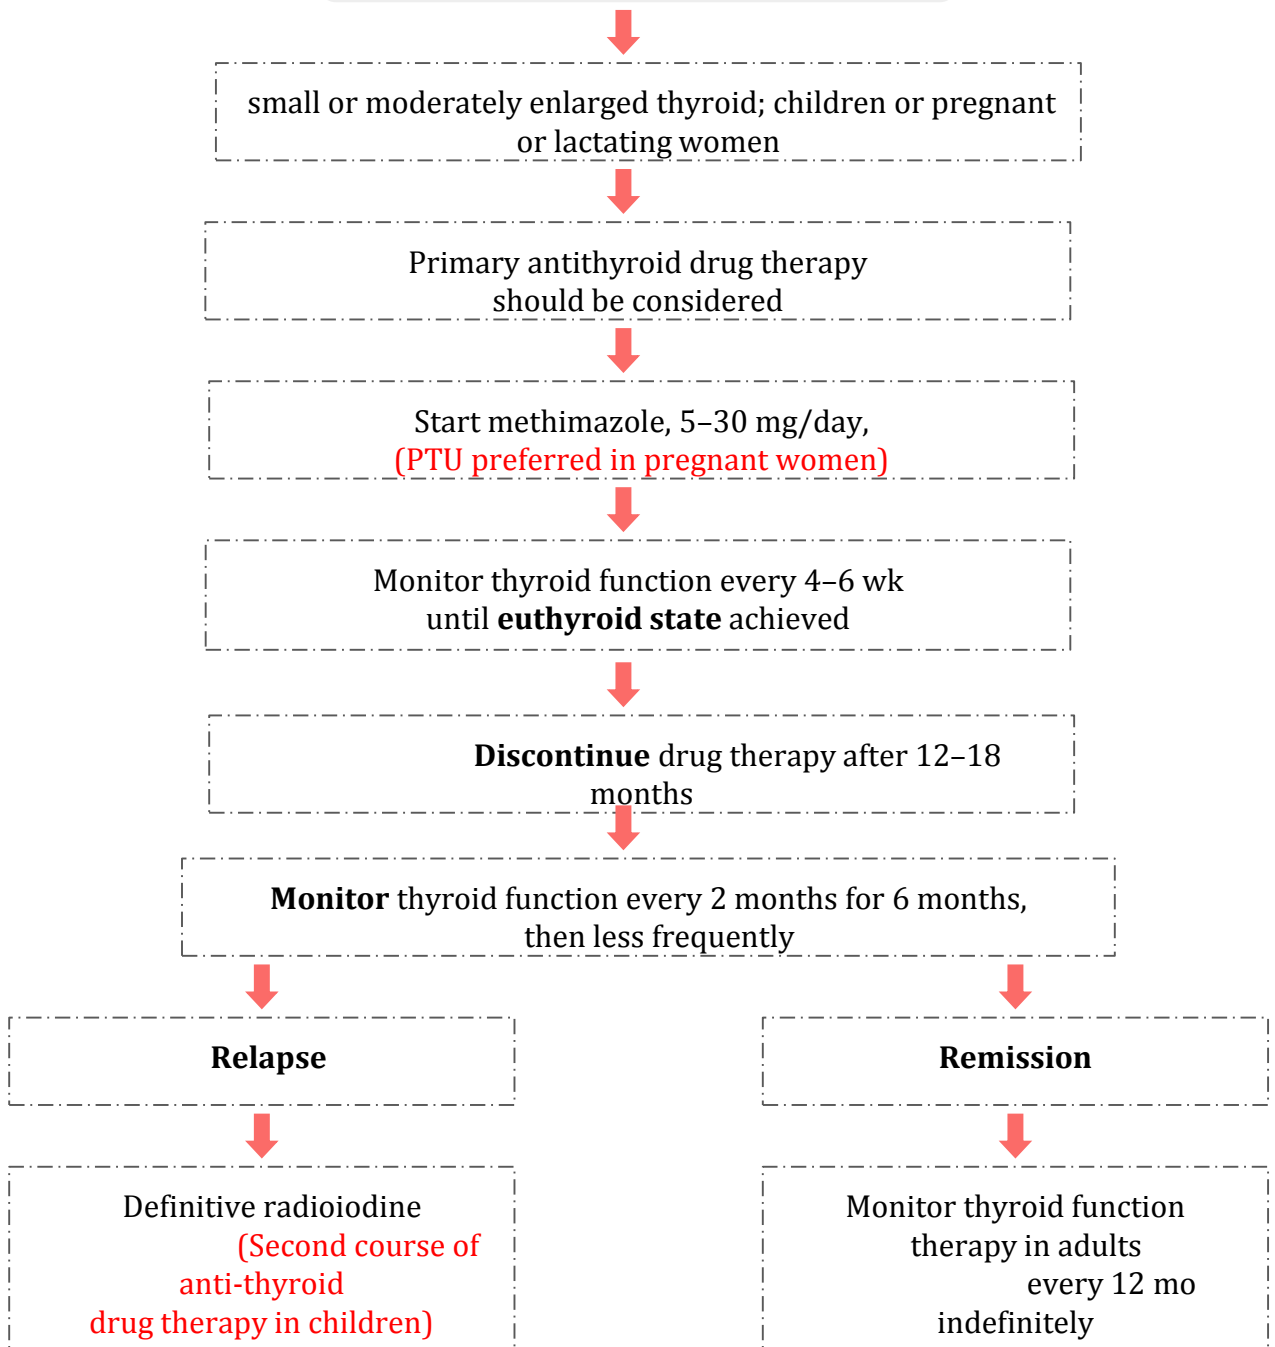 small or moderately enlarged thyroid; children or pregnant
or lactating women
Primary antithyroid drug therapy
should be considered
Start methimazole, 5–30 mg/day,
(PTU preferred in pregnant women)
Monitor thyroid function every 4–6 wk
until euthyroid state achieved
Discontinue drug therapy after 12–18
months
Monitor thyroid function every 2 months for 6 months,
then less frequently
Relapse
Remission
Definitive radioiodine
(Second course of
anti-thyroid
drug therapy in children)
Monitor thyroid function
therapy in adults
every 12 mo
indefinitely